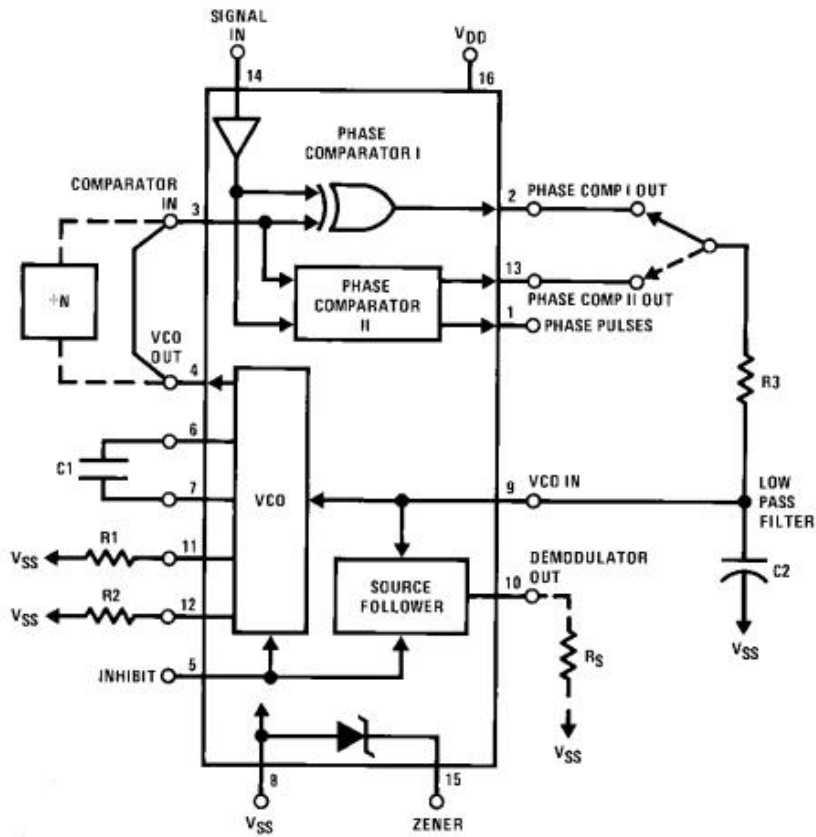 SIGNAL
IN
14
VDD
16
PHASE
COMPARATOR I
COMPARATOR
IN
3
2
PHASE COMP I OUT
÷N
PHASE
COMPARATOR
II
13
PHASE COMP II OUT
1
PHASE PULSES
VCO
OUT
4
R3
6
C1
7
VCO
9
VCO IN
LOW
PASS
FILTER
R1
VSS
11
DEMODULATOR
OUT
10
C2
R2
VSS
12
SOURCE
FOLLOWER
VSS
INHIBIT
5
RS
VSS
8
15
VSS
ZENER